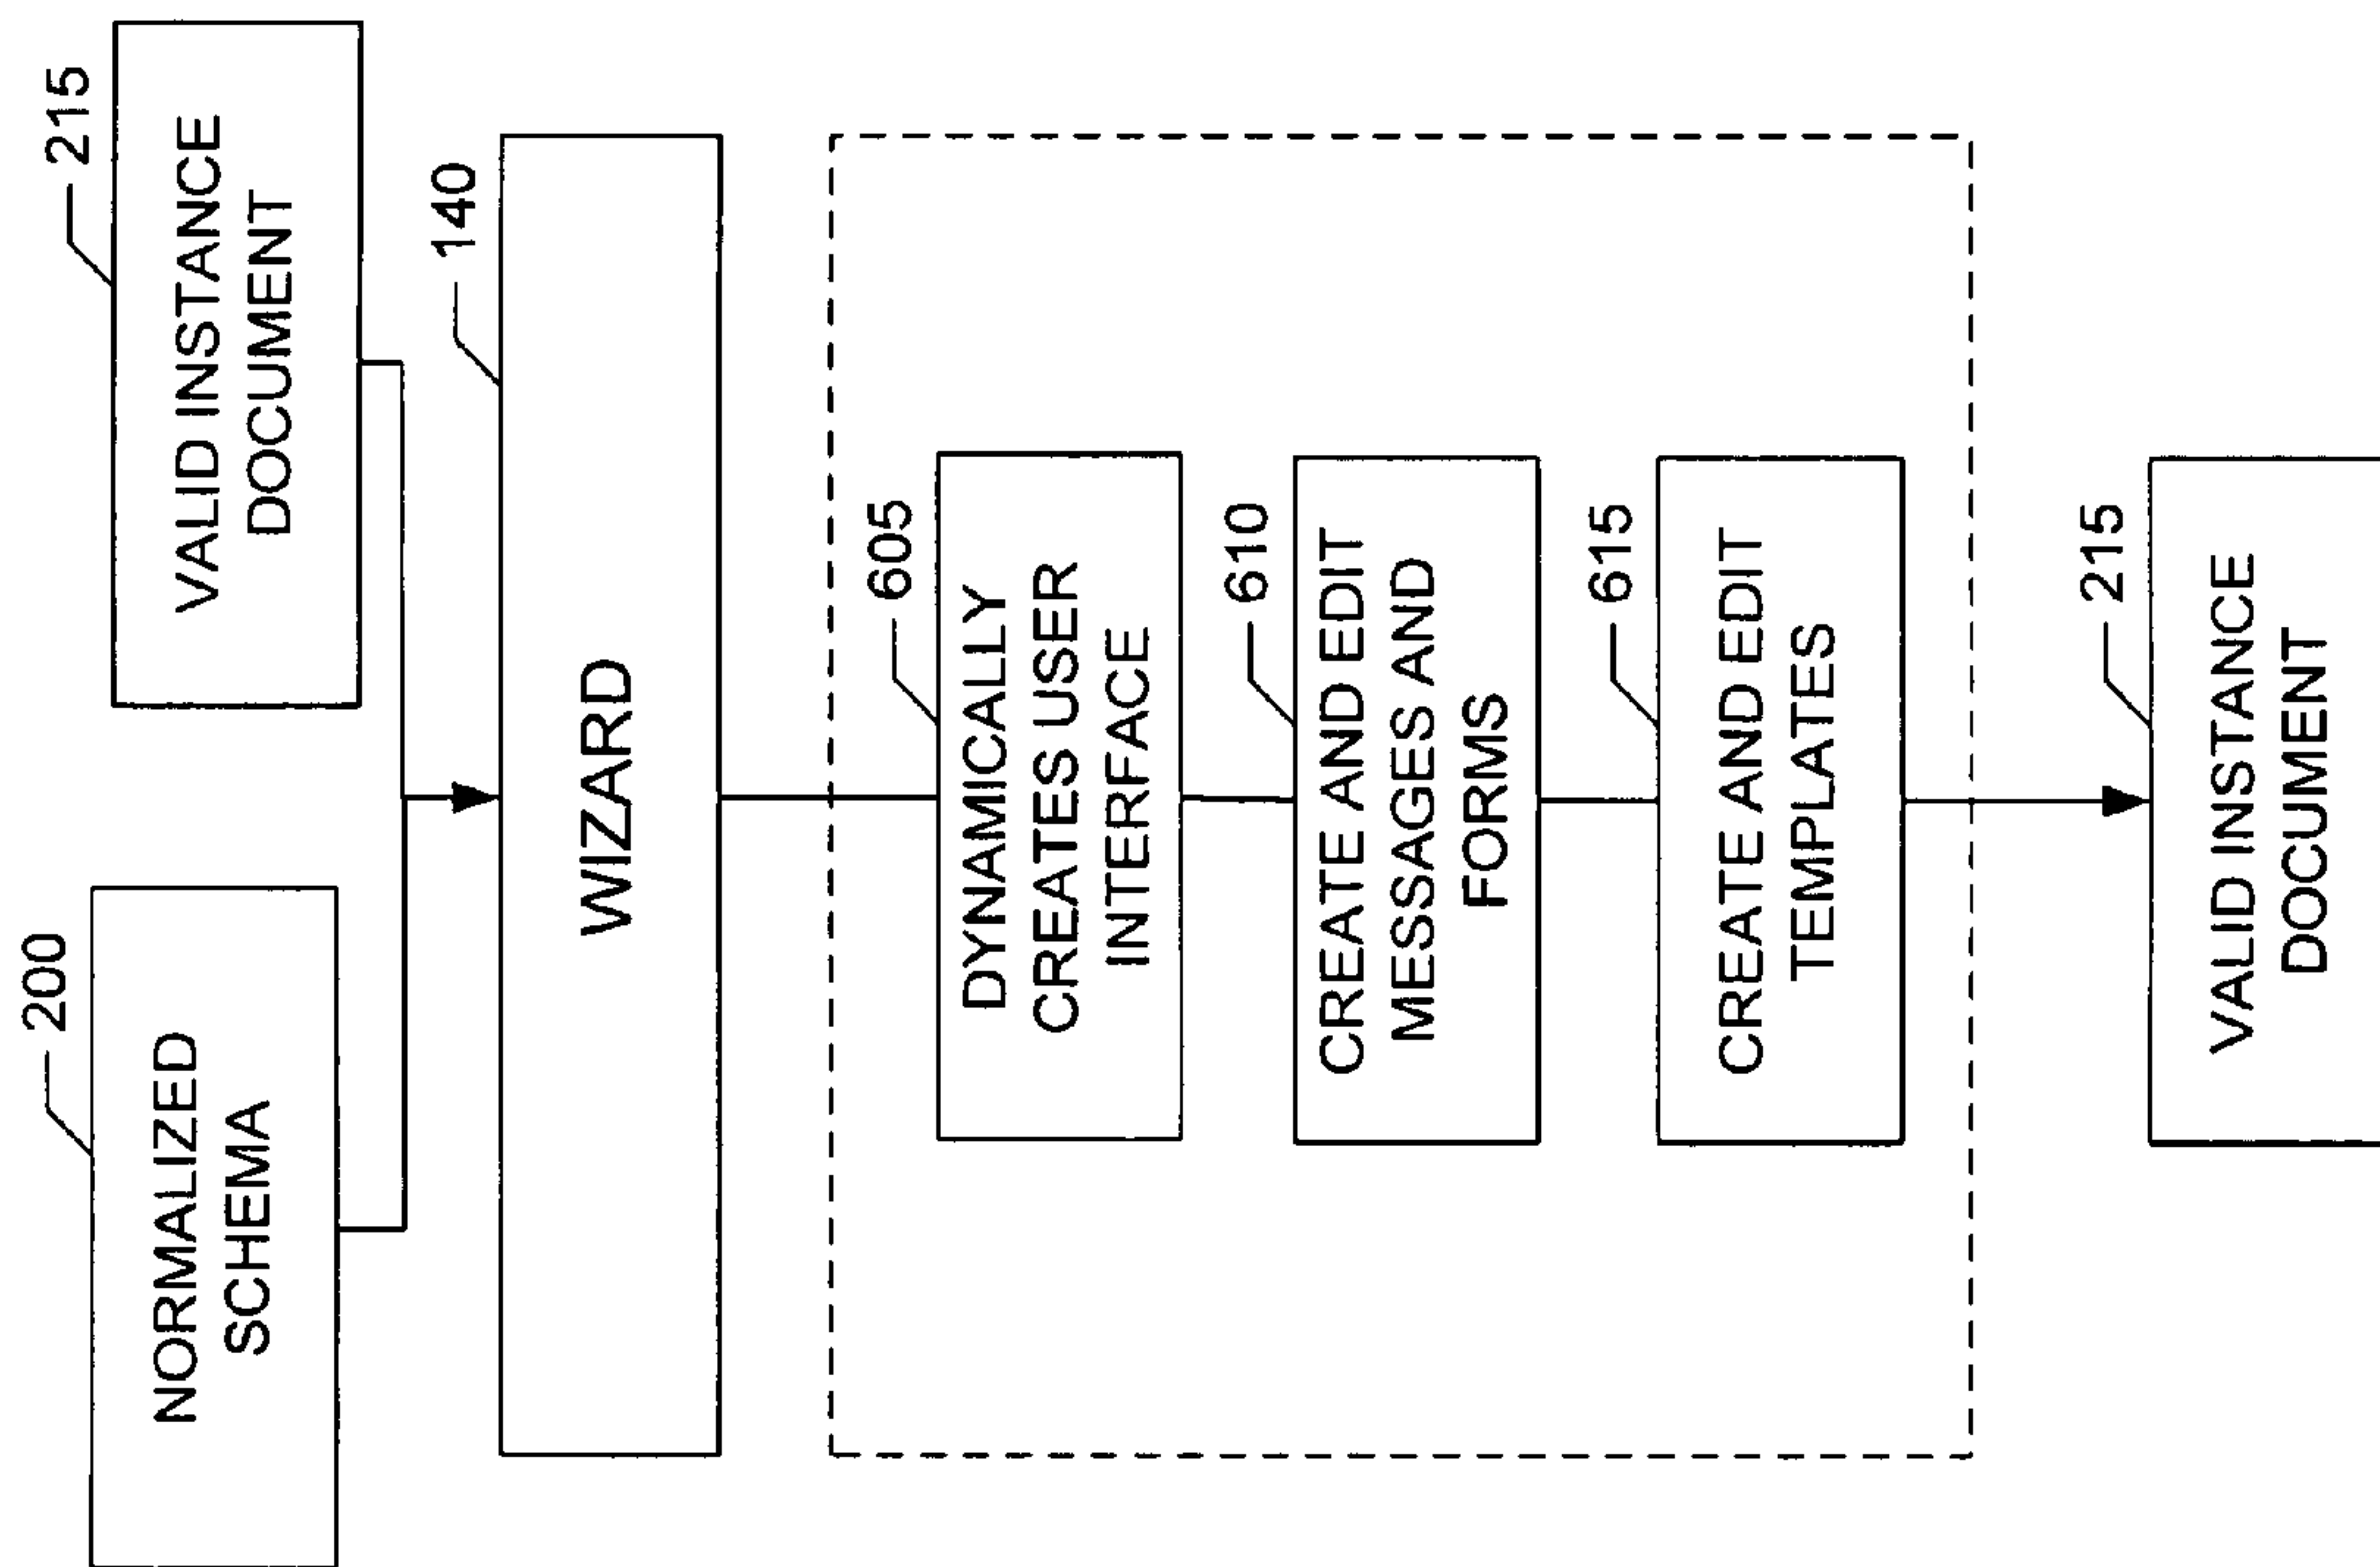 200
NORMALIZED
SCHEMA
215
VALID INSTANCE
DOCUMENT
140
WIZARD
605
DYNAMICALLY
CREATES USER
INTERFACE
610
CREATE AND EDIT
MESSAGES AND
FORMS
615
CREATE AND EDIT
TEMPLATES
215
VALID INSTANCE
DOCUMENT